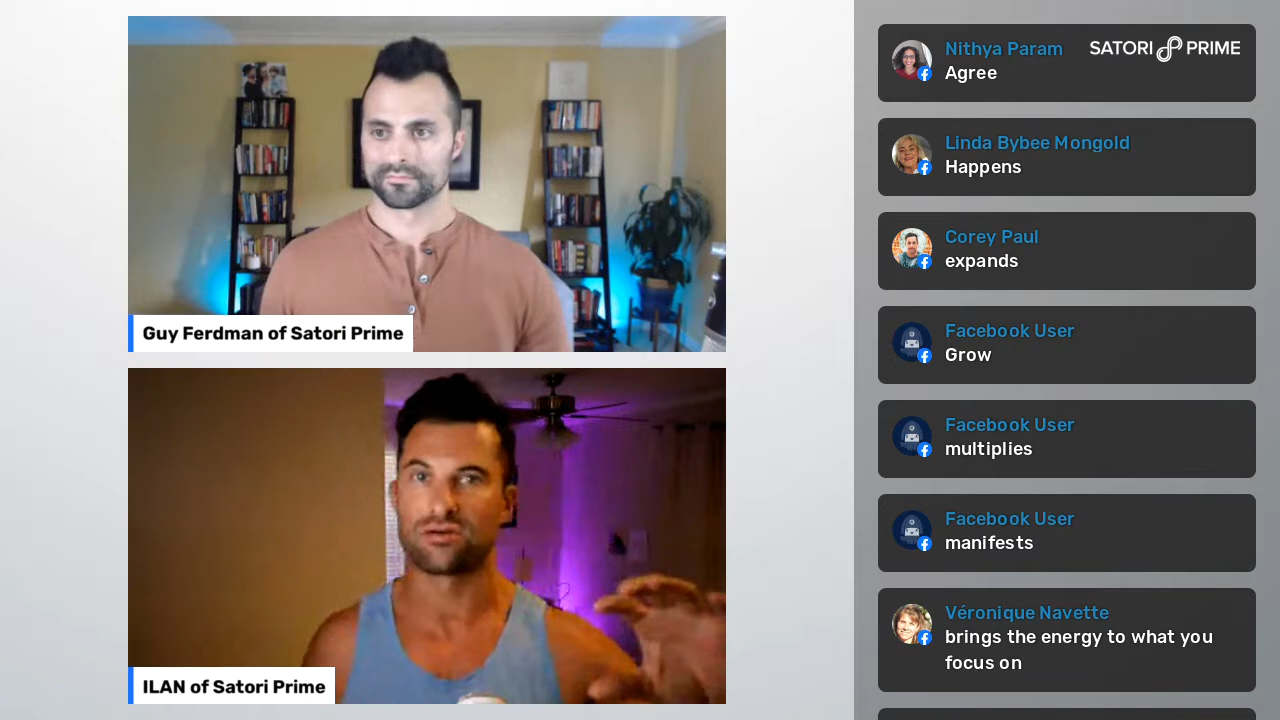 Guy Ferdman of Satori Prime
ILAN of Satori Prime
SATORI PRIME
Nithya Param
Agree
Linda Bybee Mongold
Happens
Corey Paul
expands
Facebook User
Grow
Facebook User
multiplies
Facebook User
manifests
Véronique Navette
brings the energy to what you
focus on